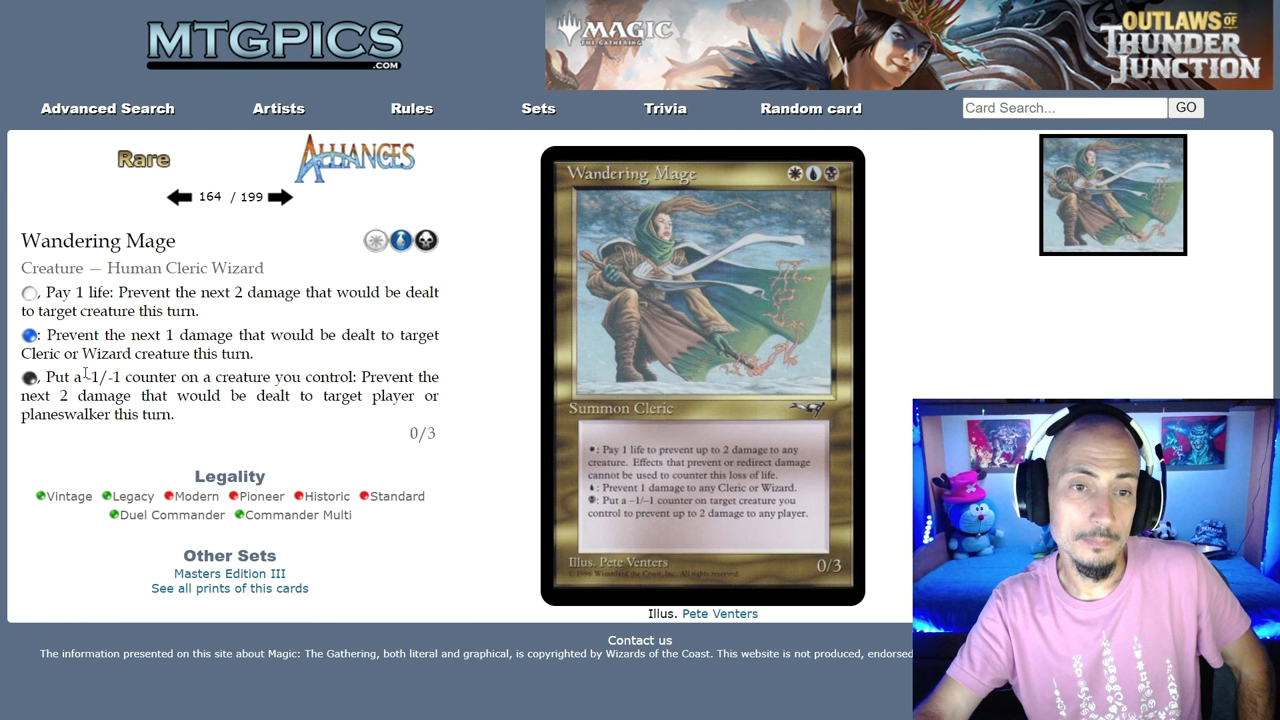 MTGPICS
.COM
MAGIC
THE GATHERING
OUTLAWS OF
THUNDER
JUNCTION
Advanced Search
Artists
Rules
Sets
Trivia
Random card
Card Search...
GO
Rare
ALLIANCES
164 / 199
Wandering Mage
Creature — Human Cleric Wizard
, Pay 1 life: Prevent the next 2 damage that would be dealt
to target creature this turn.
: Prevent the next 1 damage that would be dealt to target
Cleric or Wizard creature this turn.
, Put a -1/-1 counter on a creature you control: Prevent the
next 2 damage that would be dealt to target player or
planeswalker this turn.
0/3
Legality
Vintage Legacy Modern Pioneer Historic Standard
Duel Commander Commander Multi
Other Sets
Masters Edition III
See all prints of this cards
Wandering Mage
Summon Cleric
: Pay 1 life to prevent up to 2 damage to any
creature. Effects that prevent or redirect damage
cannot be used to counter this loss of life.
: Prevent 1 damage to any Cleric or Wizard.
: Put a –1/–1 counter on target creature you
control to prevent up to 2 damage to any player.
Illus. Pete Venters
© 1996 Wizards of the Coast, Inc. All rights reserved.
0/3
Illus. Pete Venters
Contact us
The information presented on this site about Magic: The Gathering, both literal and graphical, is copyrighted by Wizards of the Coast. This website is not produced, endorsed